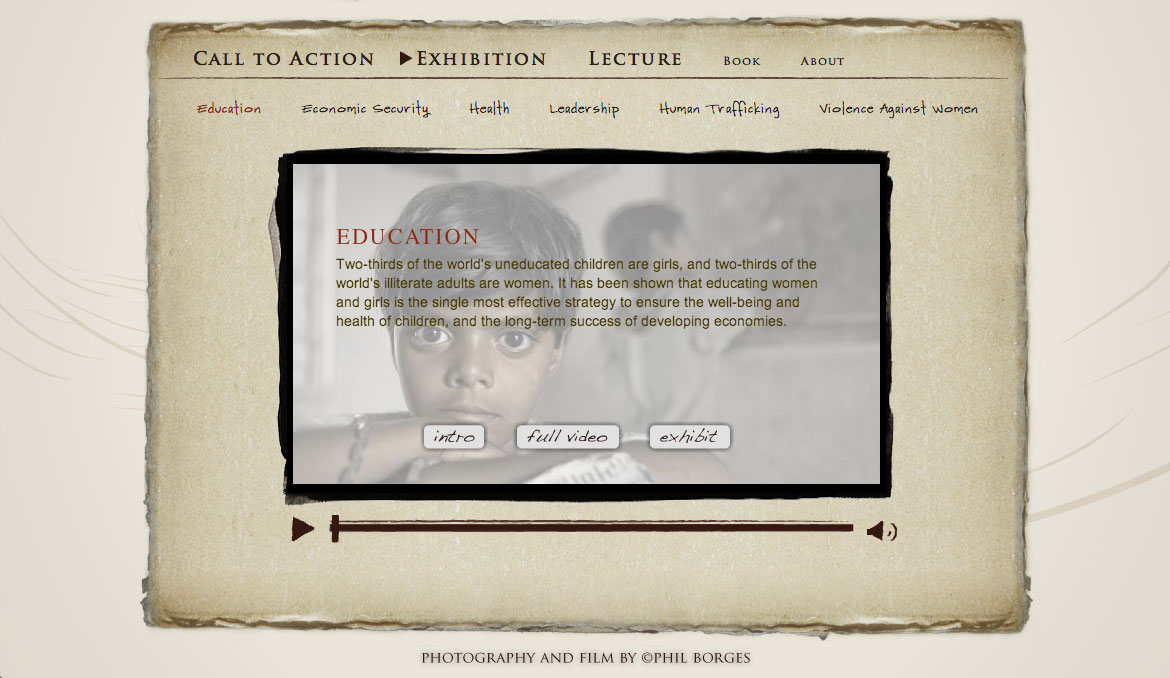 CALL TO ACTION EXHIBITION LECTURE BOOK ABOUT
Education Economic Security Health Leadership Human Trafficking Violence Against Women
EDUCATION
Two-thirds of the world's uneducated children are girls, and two-thirds of the
world's illiterate adults are women. It has been shown that educating women
and girls is the single most effective strategy to ensure the well-being and
health of children, and the long-term success of developing economies.
intro full video exhibit
PHOTOGRAPHY AND FILM BY ©PHIL BORGES